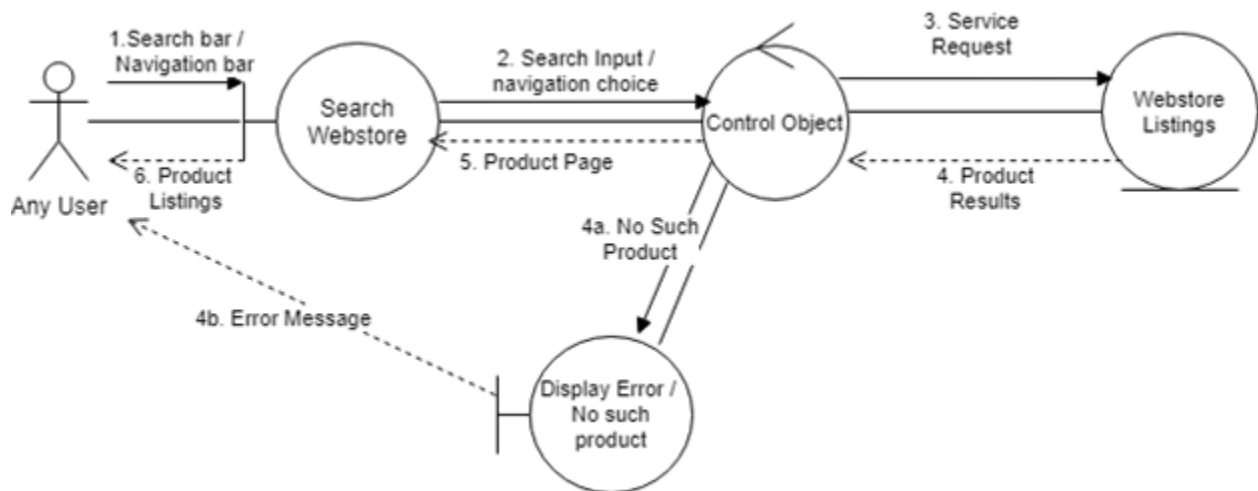 1.Search bar /
Navigation bar
2. Search Input /
navigation choice
3. Service
Request
Search
Webstore
Control Object
Webstore
Listings
5. Product Page
6. Product
Listings
4. Product
Results
Any User
4a. No Such
Product
4b. Error Message
Display Error /
No such
product